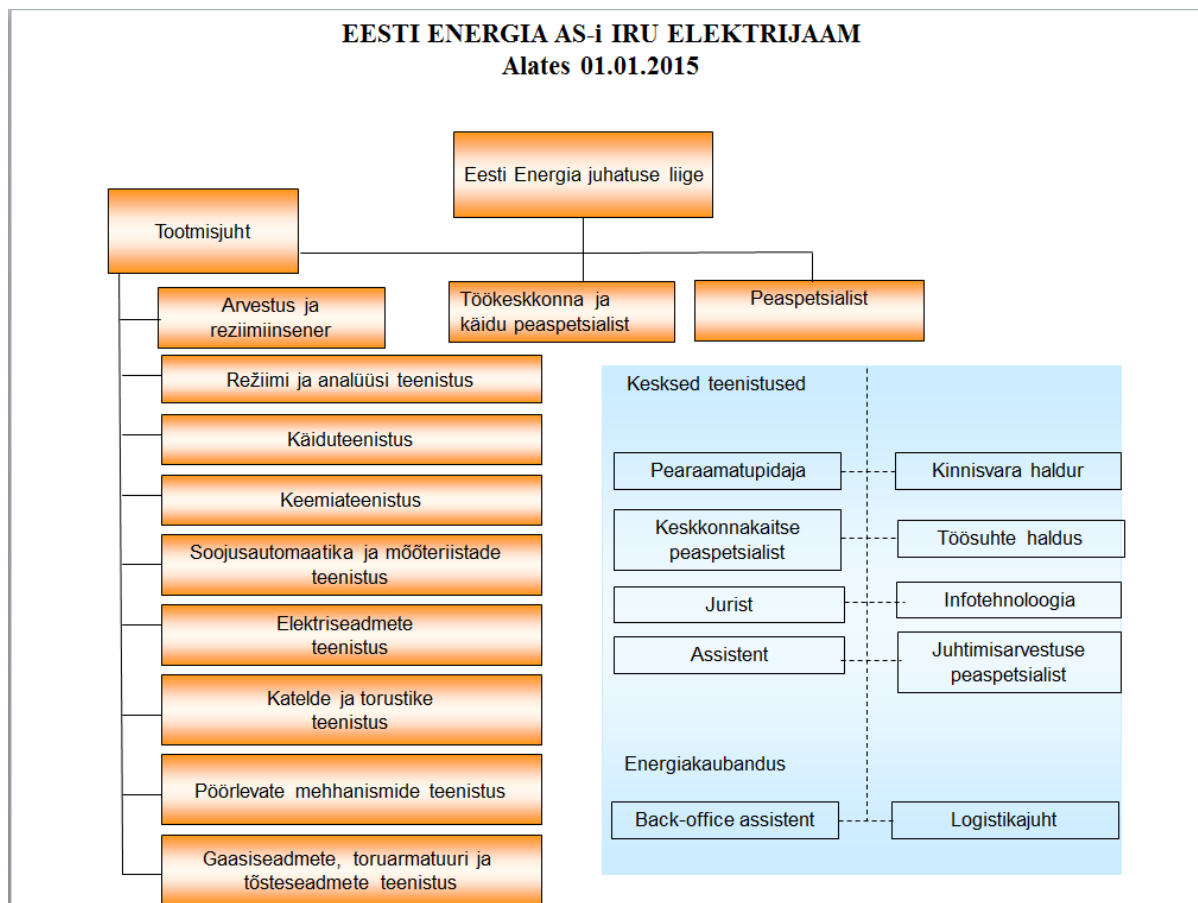 EESTI ENERGIA AS-i IRU ELEKTRIJAAM
Alates 01.01.2015
Eesti Energia juhatuse liige
Tootmisjuht
Arvestus ja
reziimiinsener
Töökeskkonna ja
käidu peaspetsialist
Peaspetsialist
Režiimi ja analüüsi teenistus
Käiduteenistus
Keemiateenistus
Soojusautomaatika ja mõõteriistade
teenistus
Elektriseadmete
teenistus
Katelde ja torustike
teenistus
Pöörlevate mehhanismide teenistus
Gaasiseadmete, toruarmatuuri ja
tõsteseadmete teenistus
Kesksed teenistused
Pearaamatupidaja
Kinnisvara haldur
Keskkonnakaitse
peaspetsialist
Töösuhte haldus
Jurist
Infotehnoloogia
Assistent
Juhtimisarvestuse
peaspetsialist
Energiakaubandus
Back-office assistent
Logistikajuht